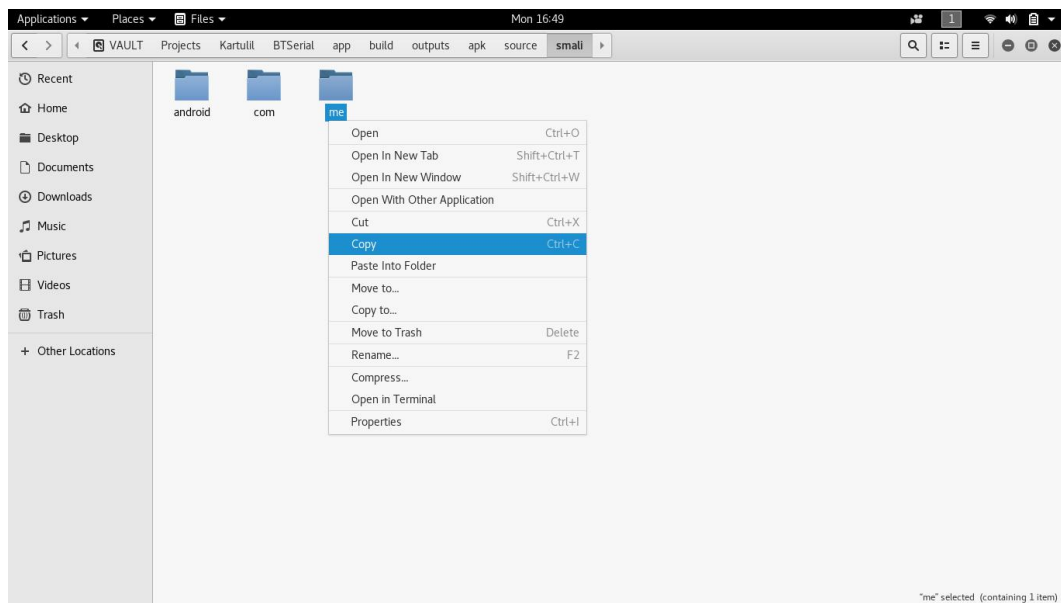 Applications Places Files Mon 16:49 1
VAULT Projects Kartulil BTSerial app build outputs apk source smali
Recent
Home
Desktop
Documents
Downloads
Music
Pictures
Videos
Trash
+ Other Locations
android com me
Open Ctrl+O
Open In New Tab Shift+Ctrl+T
Open In New Window Shift+Ctrl+W
Open With Other Application
Cut Ctrl+X
Copy Ctrl+C
Paste Into Folder
Move to...
Copy to...
Move to Trash Delete
Rename... F2
Compress...
Open in Terminal
Properties Ctrl+I
"me" selected (containing 1 item)